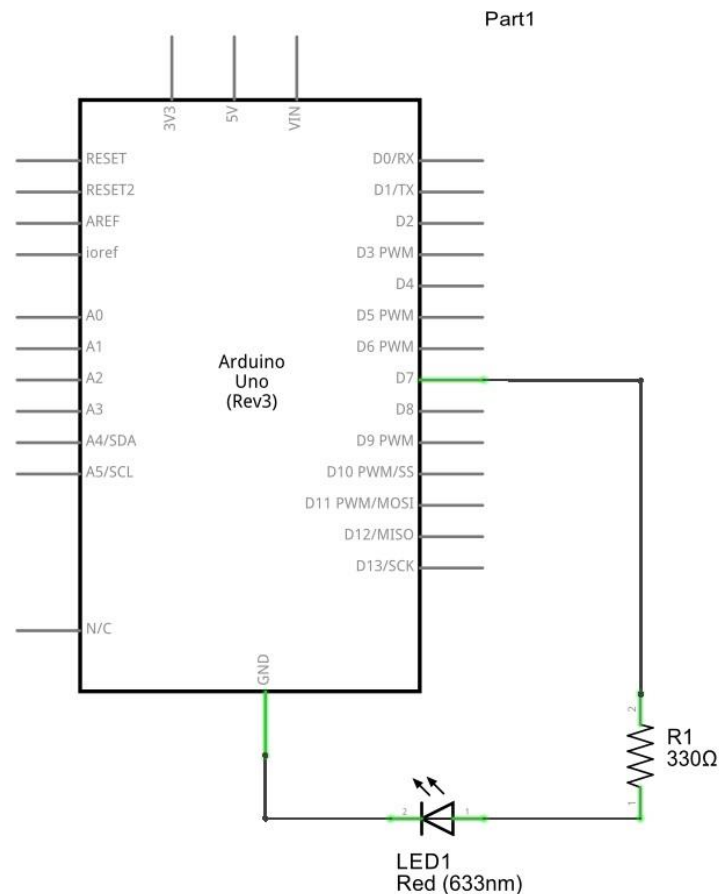 Part1
3V3
5V
VIN
RESET
RESET2
AREF
ioref
A0
A1
A2
A3
A4/SDA
A5/SCL
N/C
Arduino
Uno
(Rev3)
D0/RX
D1/TX
D2
D3 PWM
D4
D5 PWM
D6 PWM
D7
D8
D9 PWM
D10 PWM/SS
D11 PWM/MOSI
D12/MISO
D13/SCK
GND
2
R1
330Ω
1
2
1
LED1
Red (633nm)